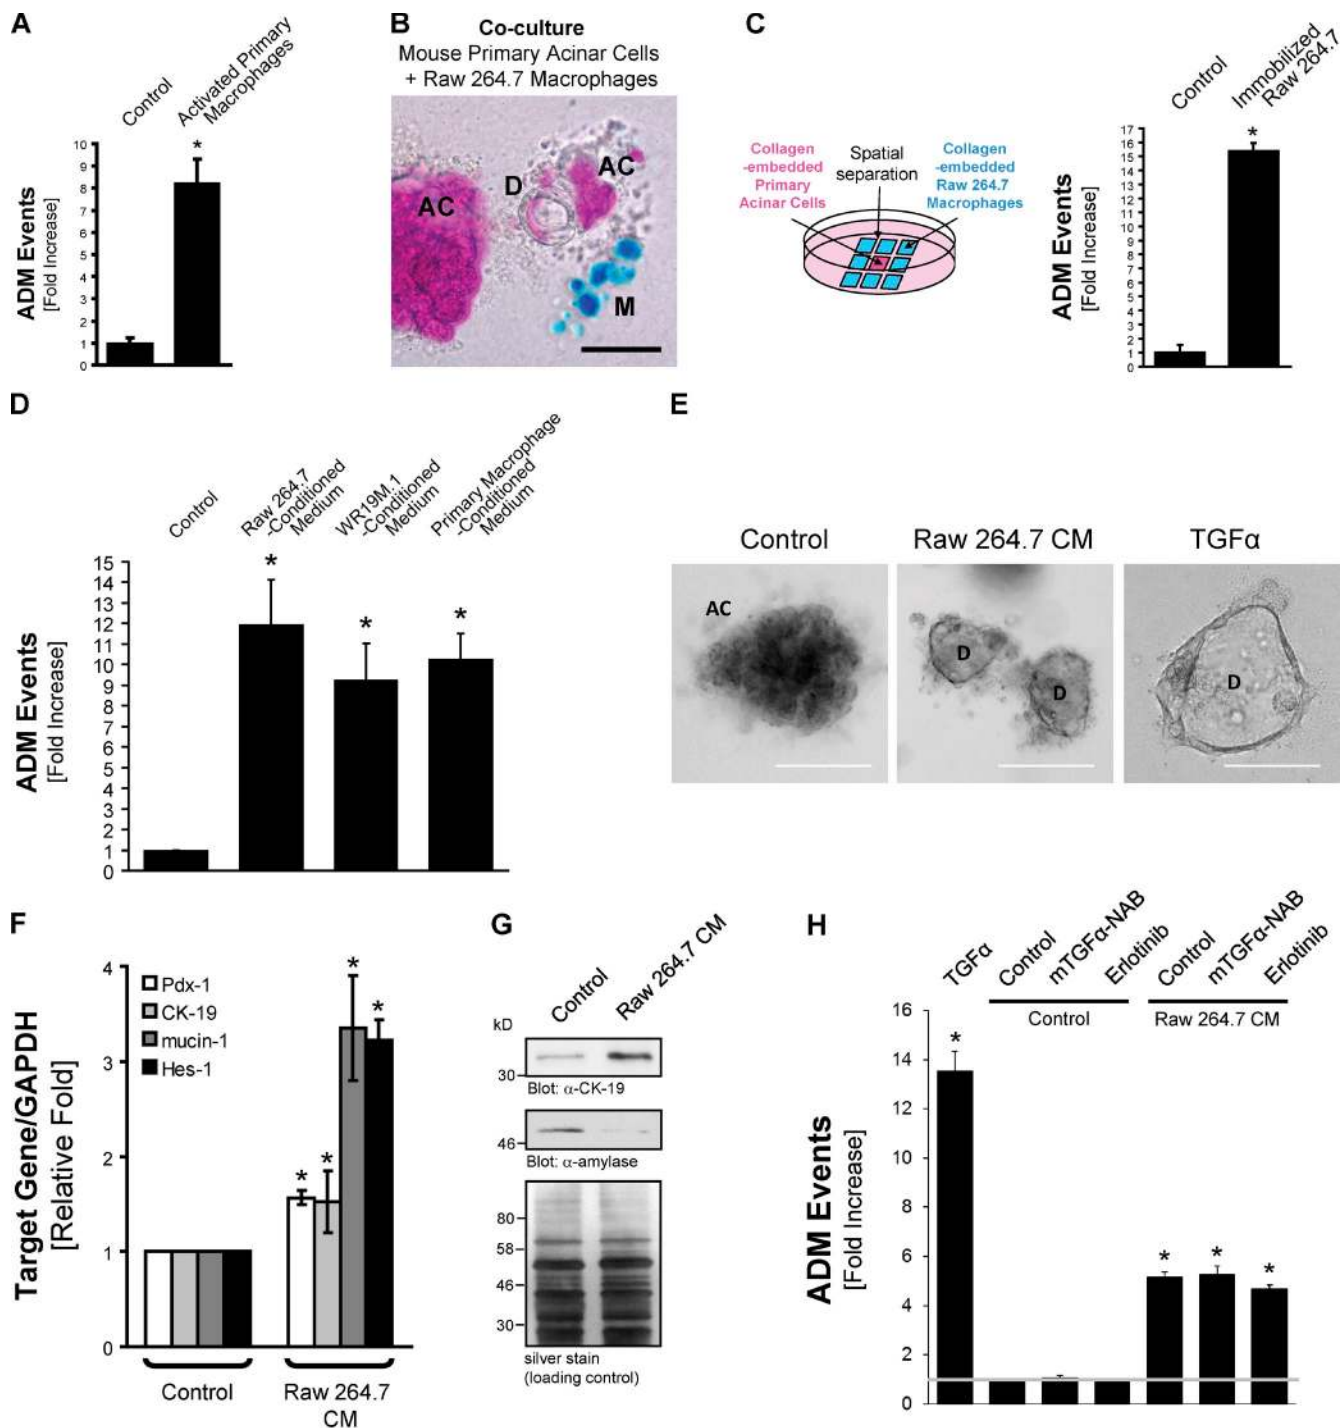 A
Control
Activated Primary
Macrophages
*
10
9
8
7
6
5
4
3
2
1
0
ADM Events
[Fold Increase]
B
Co-culture
Mouse Primary Acinar Cells
+ Raw 264.7 Macrophages
AC
D
AC
M
C
Collagen
-embedded
Primary
Acinar Cells
Spatial
separation
Collagen
-embedded
Raw 264.7
Macrophages
Control
Immobilized
Raw 264.7
*
17
16
15
14
13
12
11
10
9
8
7
6
5
4
3
2
1
0
ADM Events
[Fold Increase]
D
Control
Raw 264.7
-Conditioned
Medium
WR19M.1
-Conditioned
Medium
Primary Macrophage
-Conditioned
Medium
* * *
15
14
13
12
11
10
9
8
7
6
5
4
3
2
1
0
ADM Events
[Fold Increase]
E
Control
Raw 264.7 CM
TGFα
AC
D
D
D
F
Pdx-1
CK-19
mucin-1
Hes-1
* * * *
4
3
2
1
0
Target Gene/GAPDH
[Relative Fold]
Control
Raw 264.7
CM
G
Control
Raw 264.7 CM
kD
30
Blot: α-CK-19
46
Blot: α-amylase
80
58
46
30
silver stain
(loading control)
H
TGFα
Control
mTGFα-NAB
Erlotinib
Control
Control
mTGFα-NAB
Erlotinib
Raw 264.7 CM
* * * *
16
14
12
10
8
6
4
2
0
ADM Events
[Fold Increase]